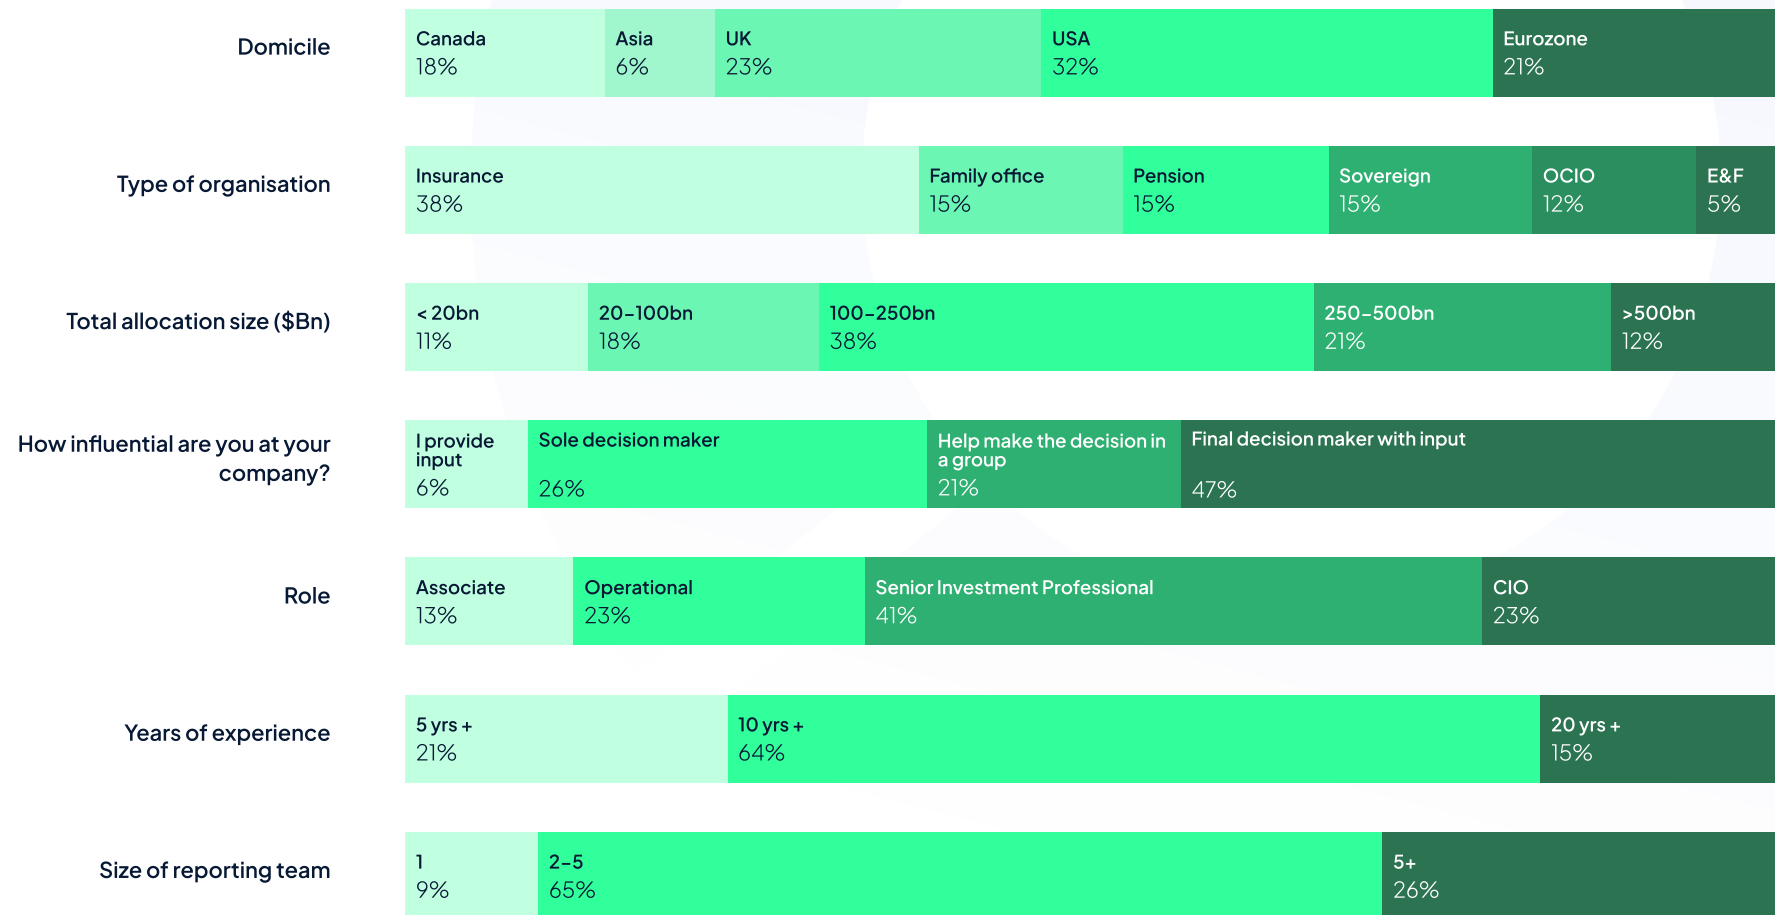 Domicile
Canada
18%
Asia
6%
UK
23%
USA
32%
Eurozone
21%
Type of organisation
Insurance
38%
Family office
15%
Pension
15%
Sovereign
15%
OCIO
12%
E&F
5%
Total allocation size ($Bn)
< 20bn
11%
20–100bn
18%
100–250bn
38%
250–500bn
21%
>500bn
12%
How influential are you at your
company?
I provide
input
6%
Sole decision maker
26%
Help make the decision in
a group
21%
Final decision maker with input
47%
Role
Associate
13%
Operational
23%
Senior Investment Professional
41%
CIO
23%
Years of experience
5 yrs +
21%
10 yrs +
64%
20 yrs +
15%
Size of reporting team
1
9%
2–5
65%
5+
26%